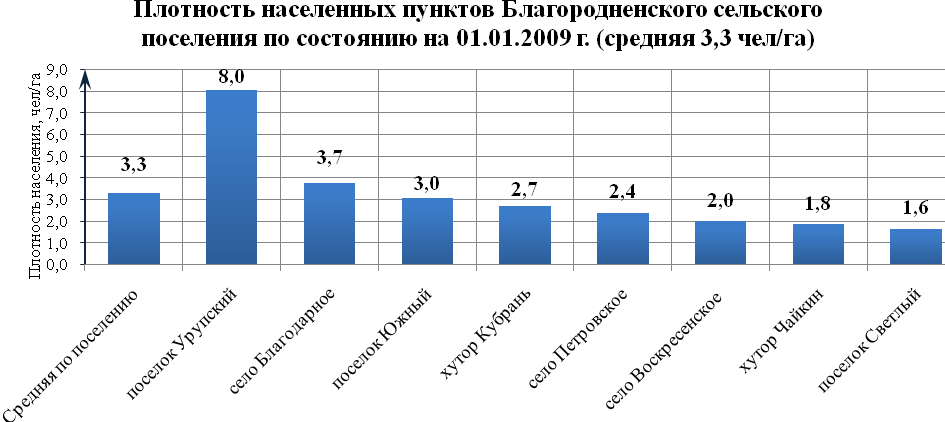 Плотность населенных пунктов Благородненского сельского
поселения по состоянию на 01.01.2009 г. (средняя 3,3 чел/га)
Плотность населения, чел/га
9,0
8,0
7,0
6,0
5,0
4,0
3,0
2,0
1,0
0,0
3,3
8,0
3,7
3,0
2,7
2,4
2,0
1,8
1,6
Средняя по поселению
поселок Урупский
село Благодарное
поселок Южный
хутор Кубрань
село Петровское
село Воскресенское
хутор Чайкин
поселок Светлый